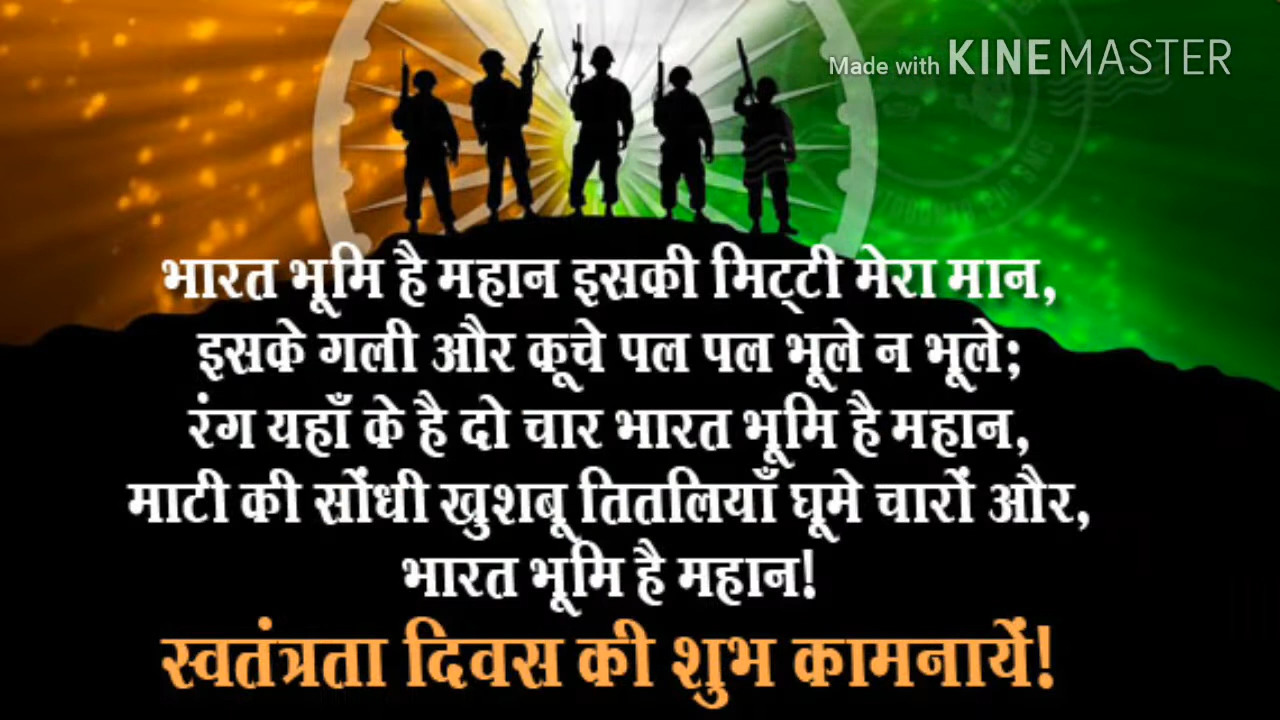 Made with KINEMASTER
भारत भूमि है महान इसकी मिट्टी मेरा मान,
इसके गली और कूचे पल पल भूले न भूले;
रंग यहाँ के है दो चार भारत भूमि है महान,
माटी की सोंधी खुशबू तितलियाँ घूमे चारों और,
भारत भूमि है महान!
स्वतंत्रता दिवस की शुभ कामनायें!